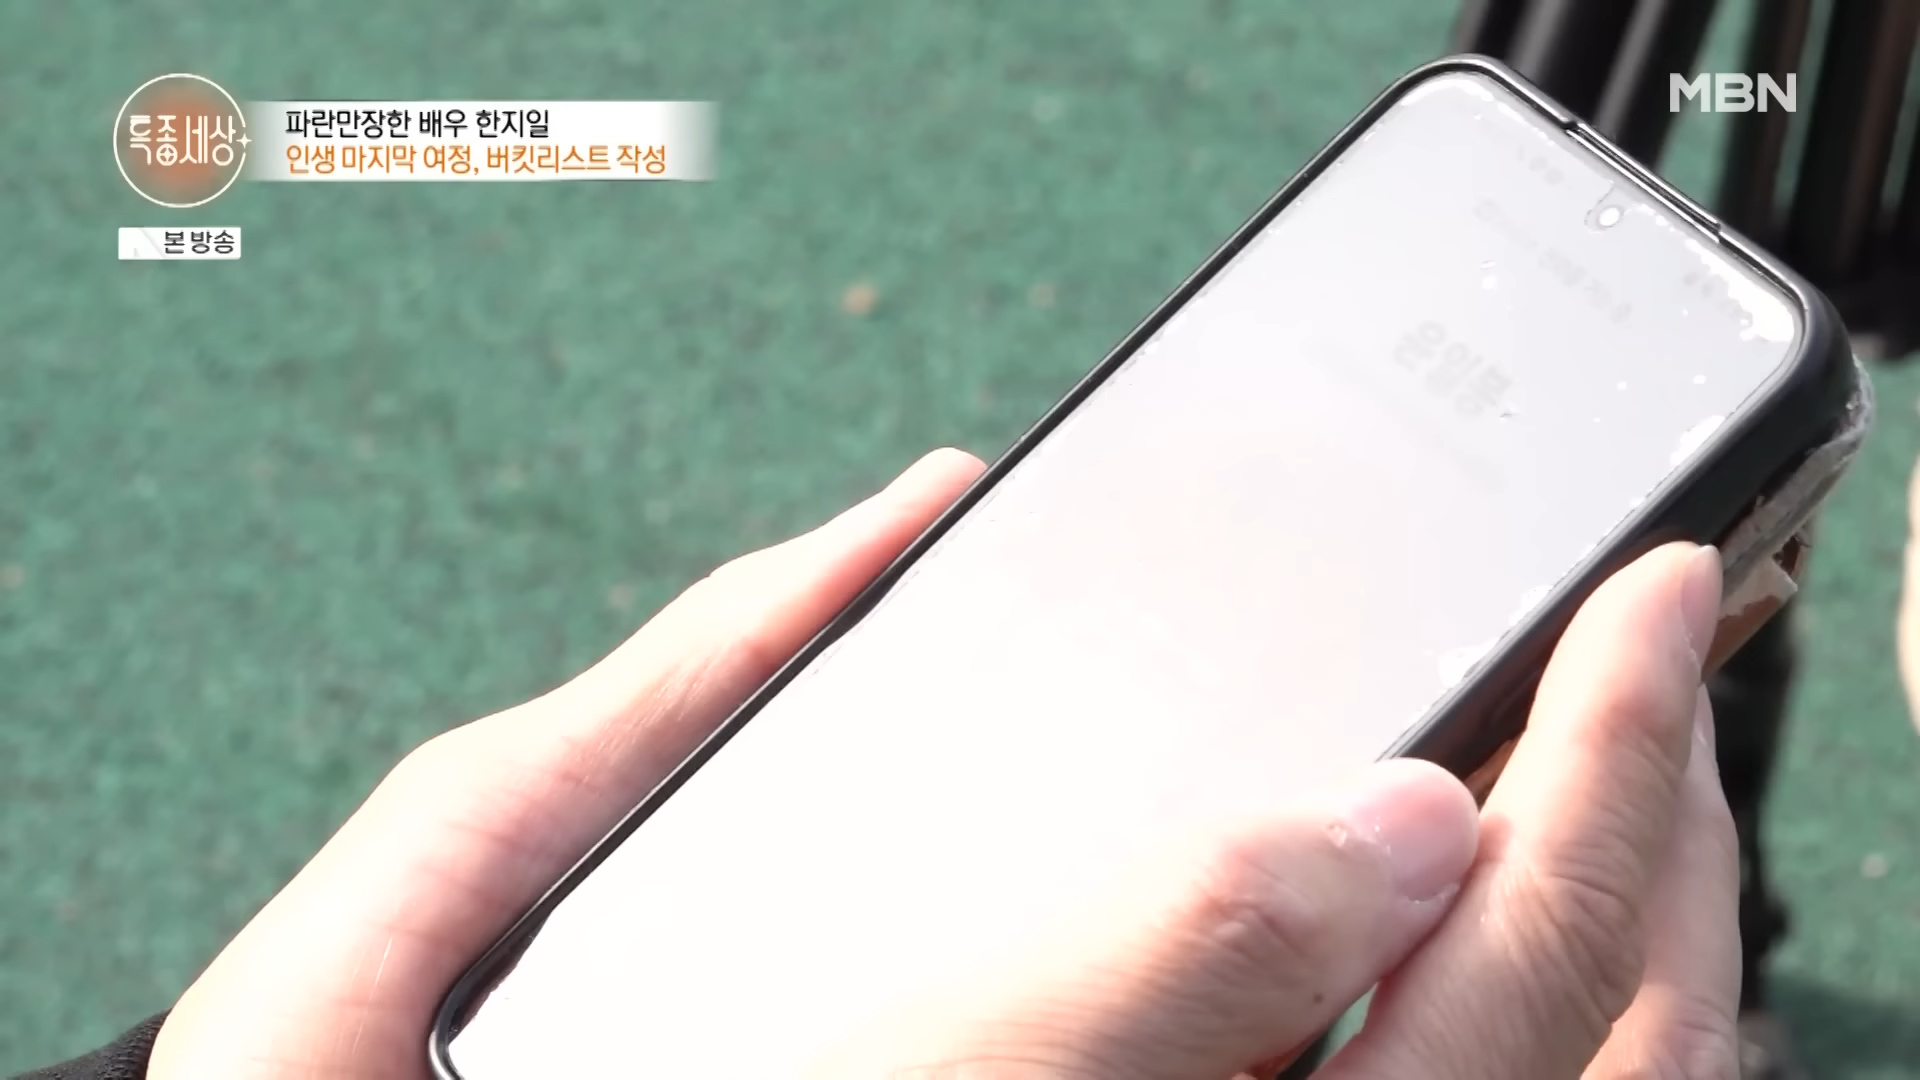 특종세상
파란만장한 배우 한지일
인생 마지막 여정, 버킷리스트 작성
본 방송
MBN